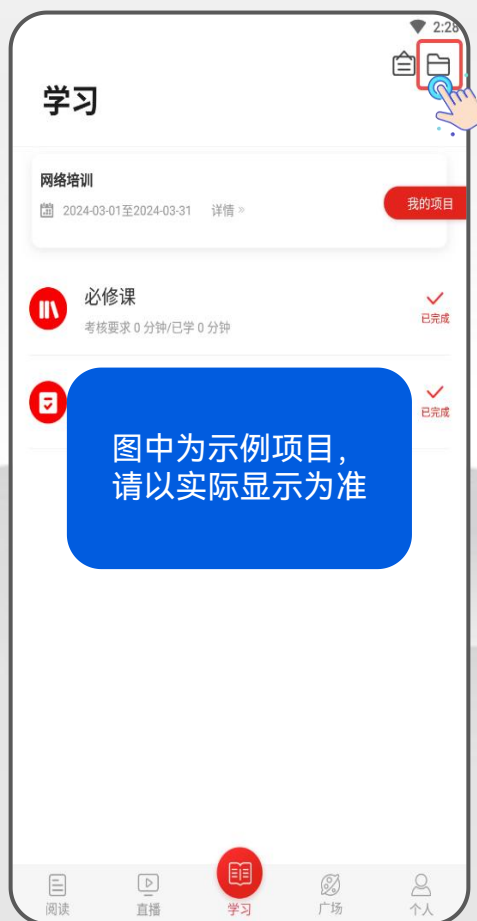 2:28
学习
网络培训
2024-03-01至2024-03-31 详情 »
我的项目
必修课
考核要求 0 分钟/已学 0 分钟
已完成
已完成
图中为示例项目，
请以实际显示为准
阅读
直播
学习
广场
个人